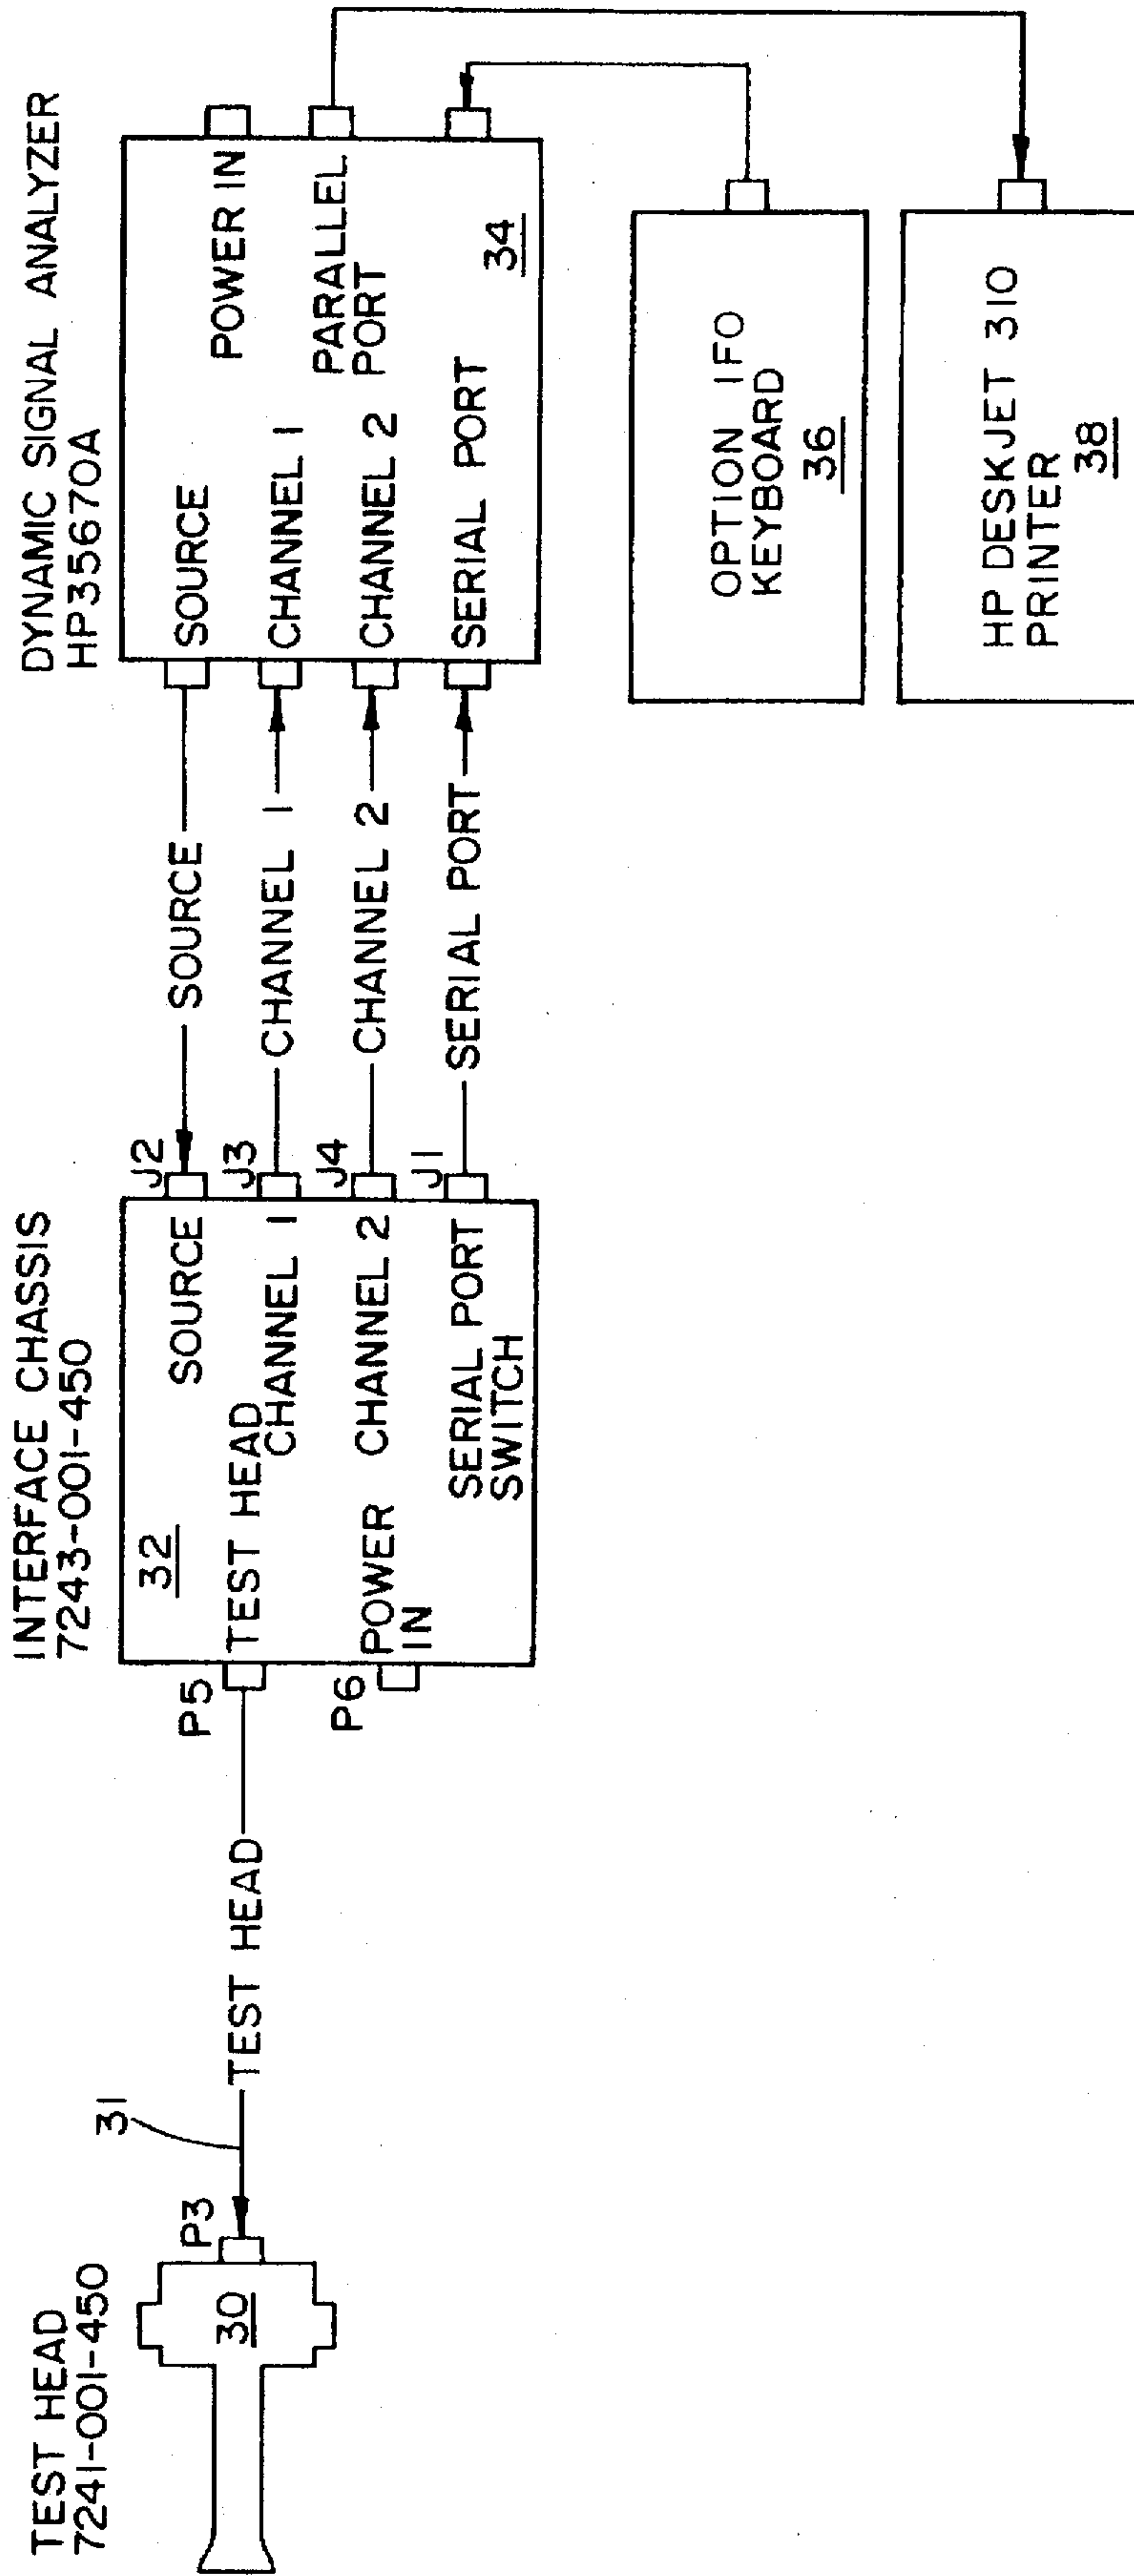 TEST HEAD
7241-001-450
30
P3
31
TEST HEAD
INTERFACE CHASSIS
7243-001-450
32
P5
TEST HEAD
P6
POWER
IN
SOURCE
CHANNEL 1
CHANNEL 2
SERIAL PORT
SWITCH
J2
J3
J4
J1
SOURCE
CHANNEL 1
CHANNEL 2
SERIAL PORT
DYNAMIC SIGNAL ANALYZER
HP35670A
SOURCE
CHANNEL 1
CHANNEL 2
SERIAL PORT
POWER IN
PARALLEL
PORT
34
OPTION 1FO
KEYBOARD
36
HP DESKJET 310
PRINTER
38